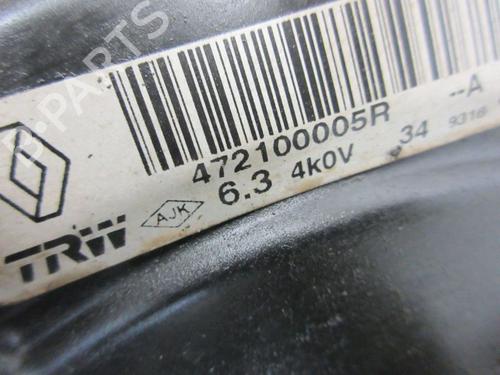 472100005R --A
6.3 4k0V 34 9318
AJK
TRW
B-PARTS